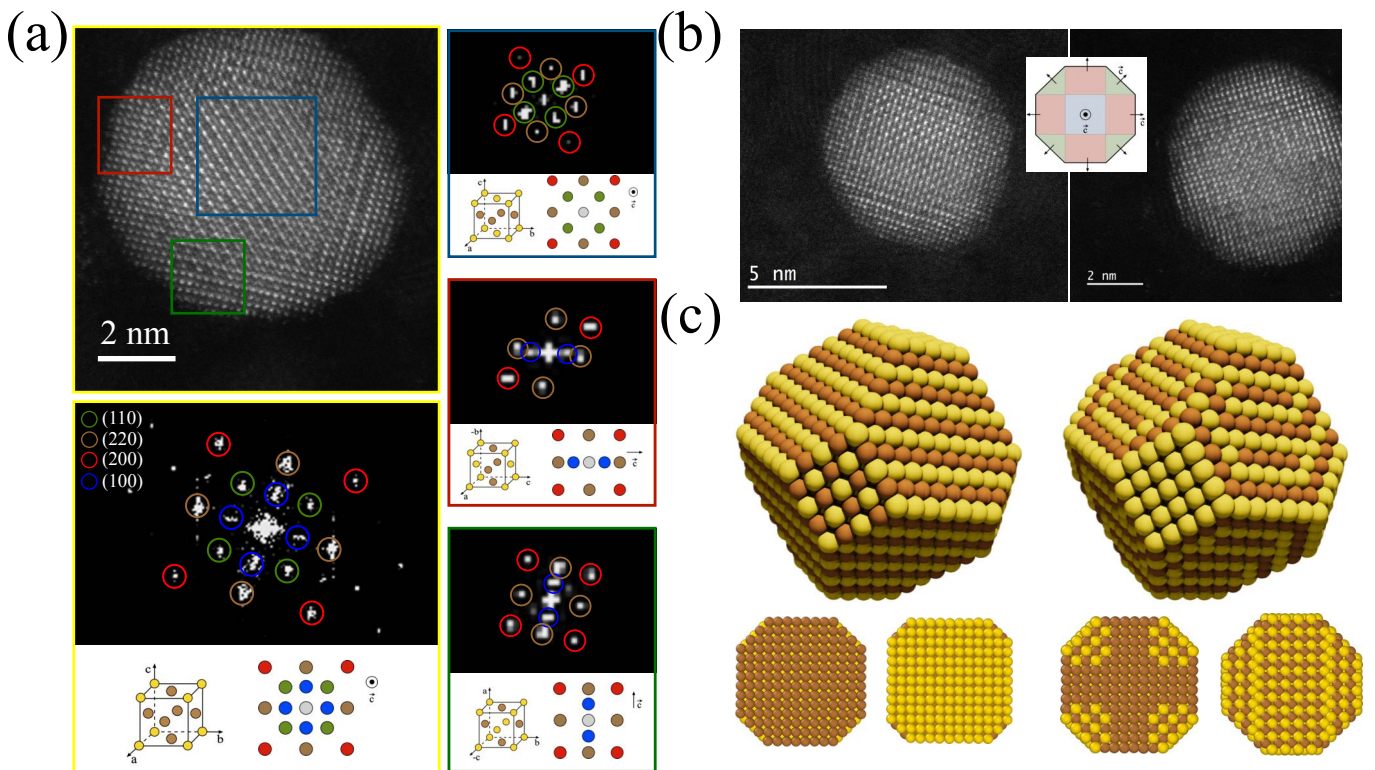 (a)
2 nm
(110)
(220)
(200)
(100)
c
b
a
c⃗
c
b
a
c⃗
-b
c
a
c⃗
a
b
-c
c⃗
(b)
5 nm
c⃗
c⃗
c⃗
2 nm
(c)